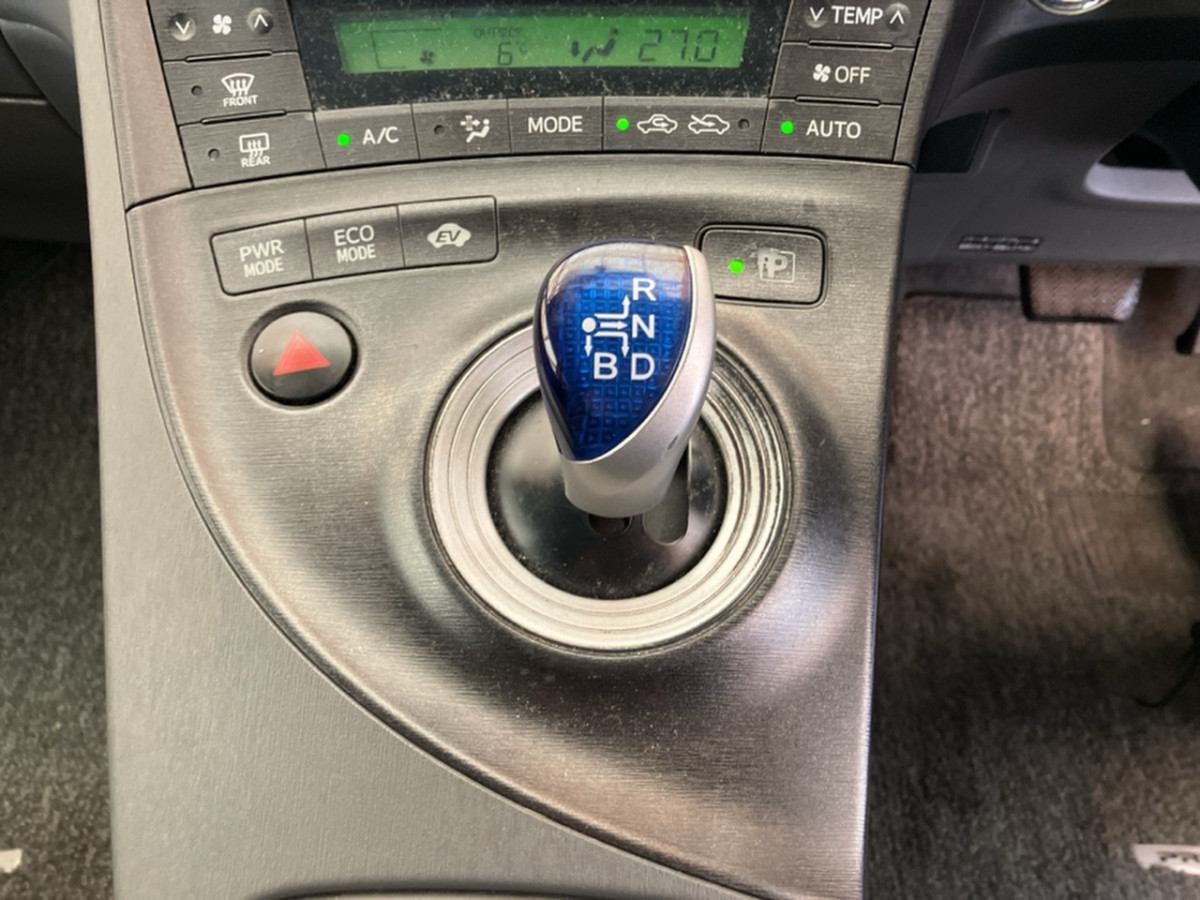 TEMP
OUTSIDE
6°C
27.0
FRONT
OFF
REAR
A/C
MODE
AUTO
PWR
MODE
ECO
MODE
EV
P
R
N
B D